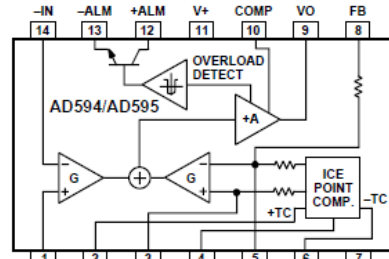 –IN –ALM +ALM V+ COMP VO FB
14 13 12 11 10 9 8
OVERLOAD
DETECT
AD594/AD595
+A
– –
G + G
+ +
ICE
POINT
COMP.
+TC –TC
1 2 3 4 5 6 7